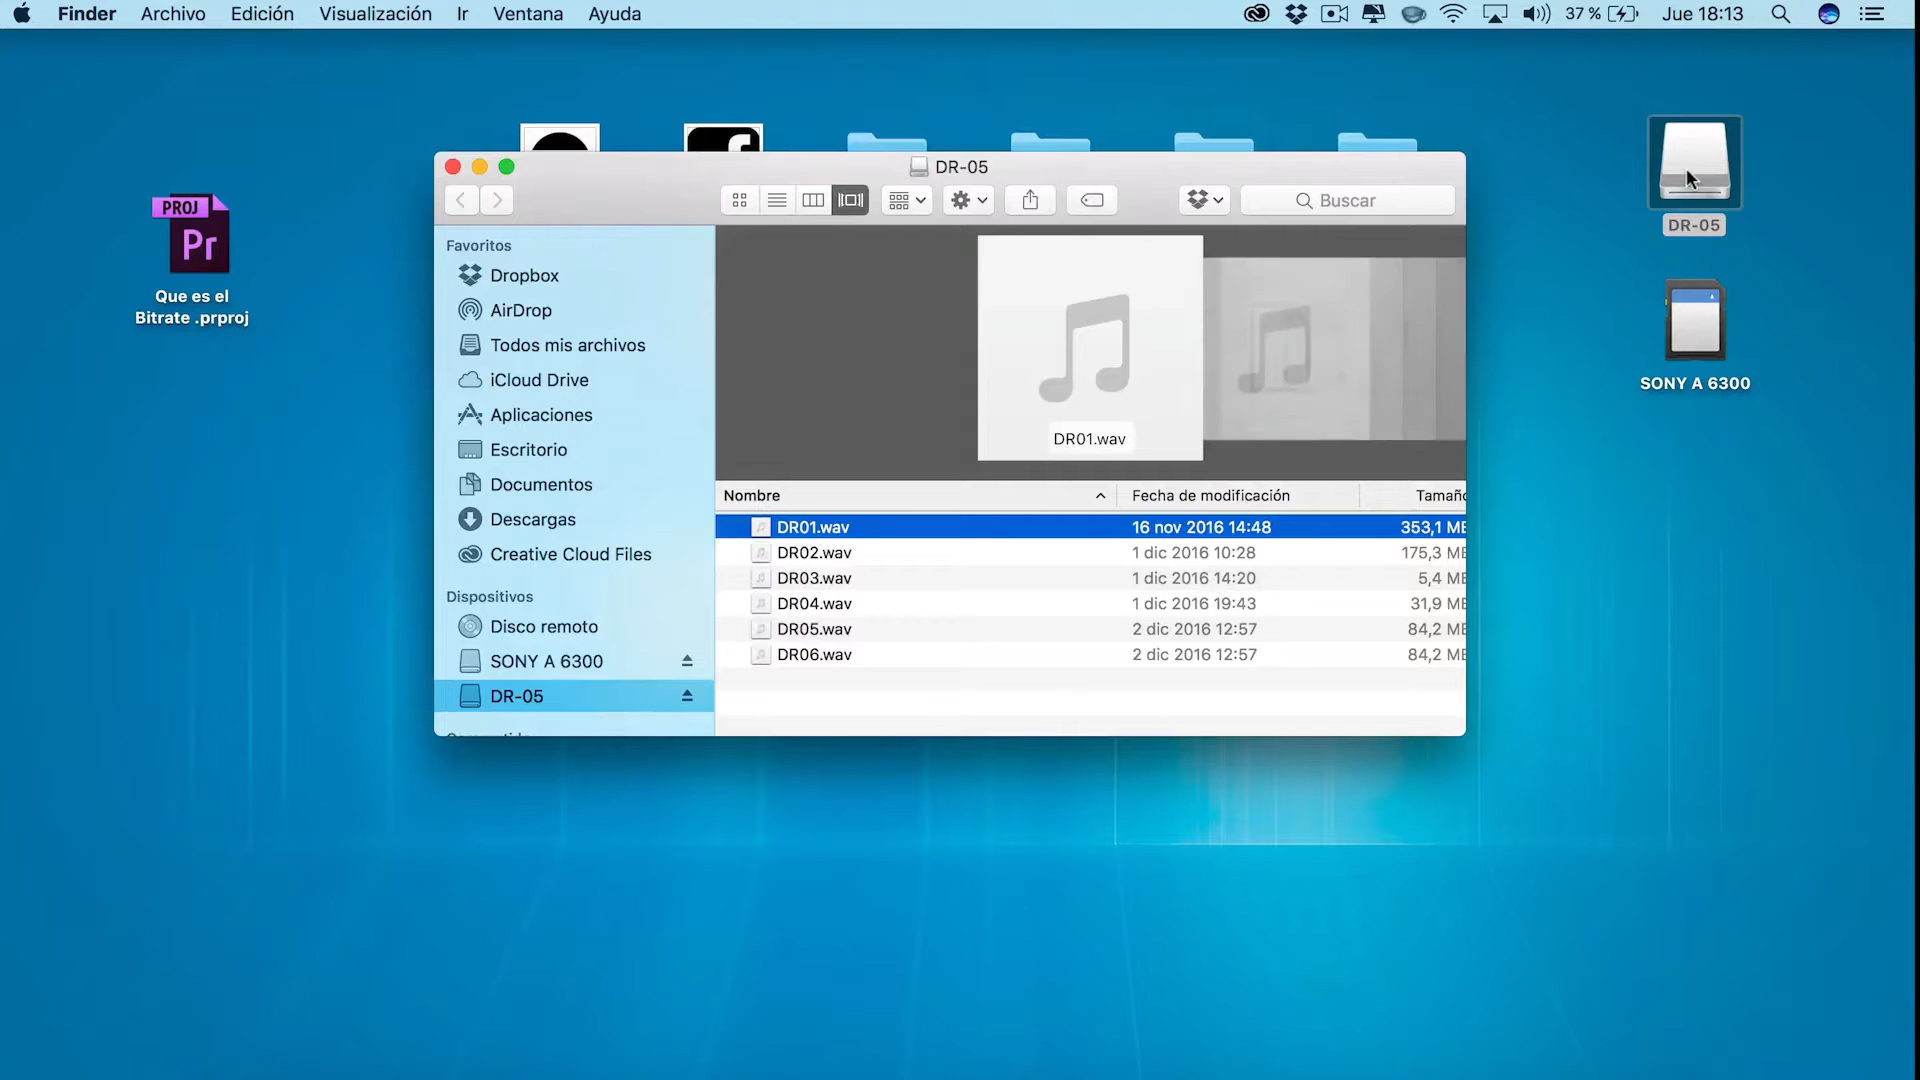 Finder Archivo Edición Visualización Ir Ventana Ayuda 37 % Jue 18:13
DR-05
Buscar
PROJ
Pr
Que es el
Bitrate .prproj
DR-05
SONY A 6300
Favoritos
Dropbox
AirDrop
Todos mis archivos
iCloud Drive
Aplicaciones
Escritorio
Documentos
Descargas
Creative Cloud Files
Dispositivos
Disco remoto
SONY A 6300
DR-05
DR01.wav
Nombre Fecha de modificación Tamaño
DR01.wav 16 nov 2016 14:48 353,1 MB
DR02.wav 1 dic 2016 10:28 175,3 MB
DR03.wav 1 dic 2016 14:20 5,4 MB
DR04.wav 1 dic 2016 19:43 31,9 MB
DR05.wav 2 dic 2016 12:57 84,2 MB
DR06.wav 2 dic 2016 12:57 84,2 MB